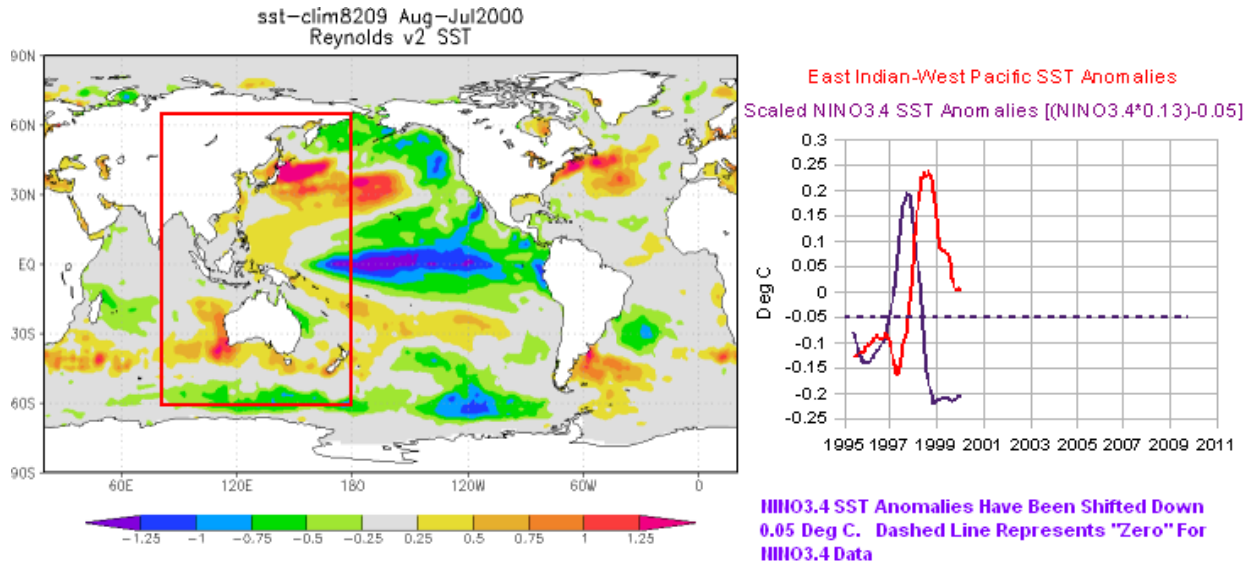 sst-clim8209 Aug-Jul2000
Reynolds v2 SST
90N
60N
30N
EQ
30S
60S
90S
60E 120E 180 120W 60W 0
-1.25 -1 -0.75 -0.5 -0.25 0.25 0.5 0.75 1 1.25
East Indian-West Pacific SST Anomalies
Scaled NINO3.4 SST Anomalies [(NINO3.4*0.13)-0.05]
Deg C
0.3
0.25
0.2
0.15
0.1
0.05
0
-0.05
-0.1
-0.15
-0.2
-0.25
1995 1997 1999 2001 2003 2005 2007 2009 2011
NINO3.4 SST Anomalies Have Been Shifted Down
0.05 Deg C. Dashed Line Represents "Zero" For
NINO3.4 Data